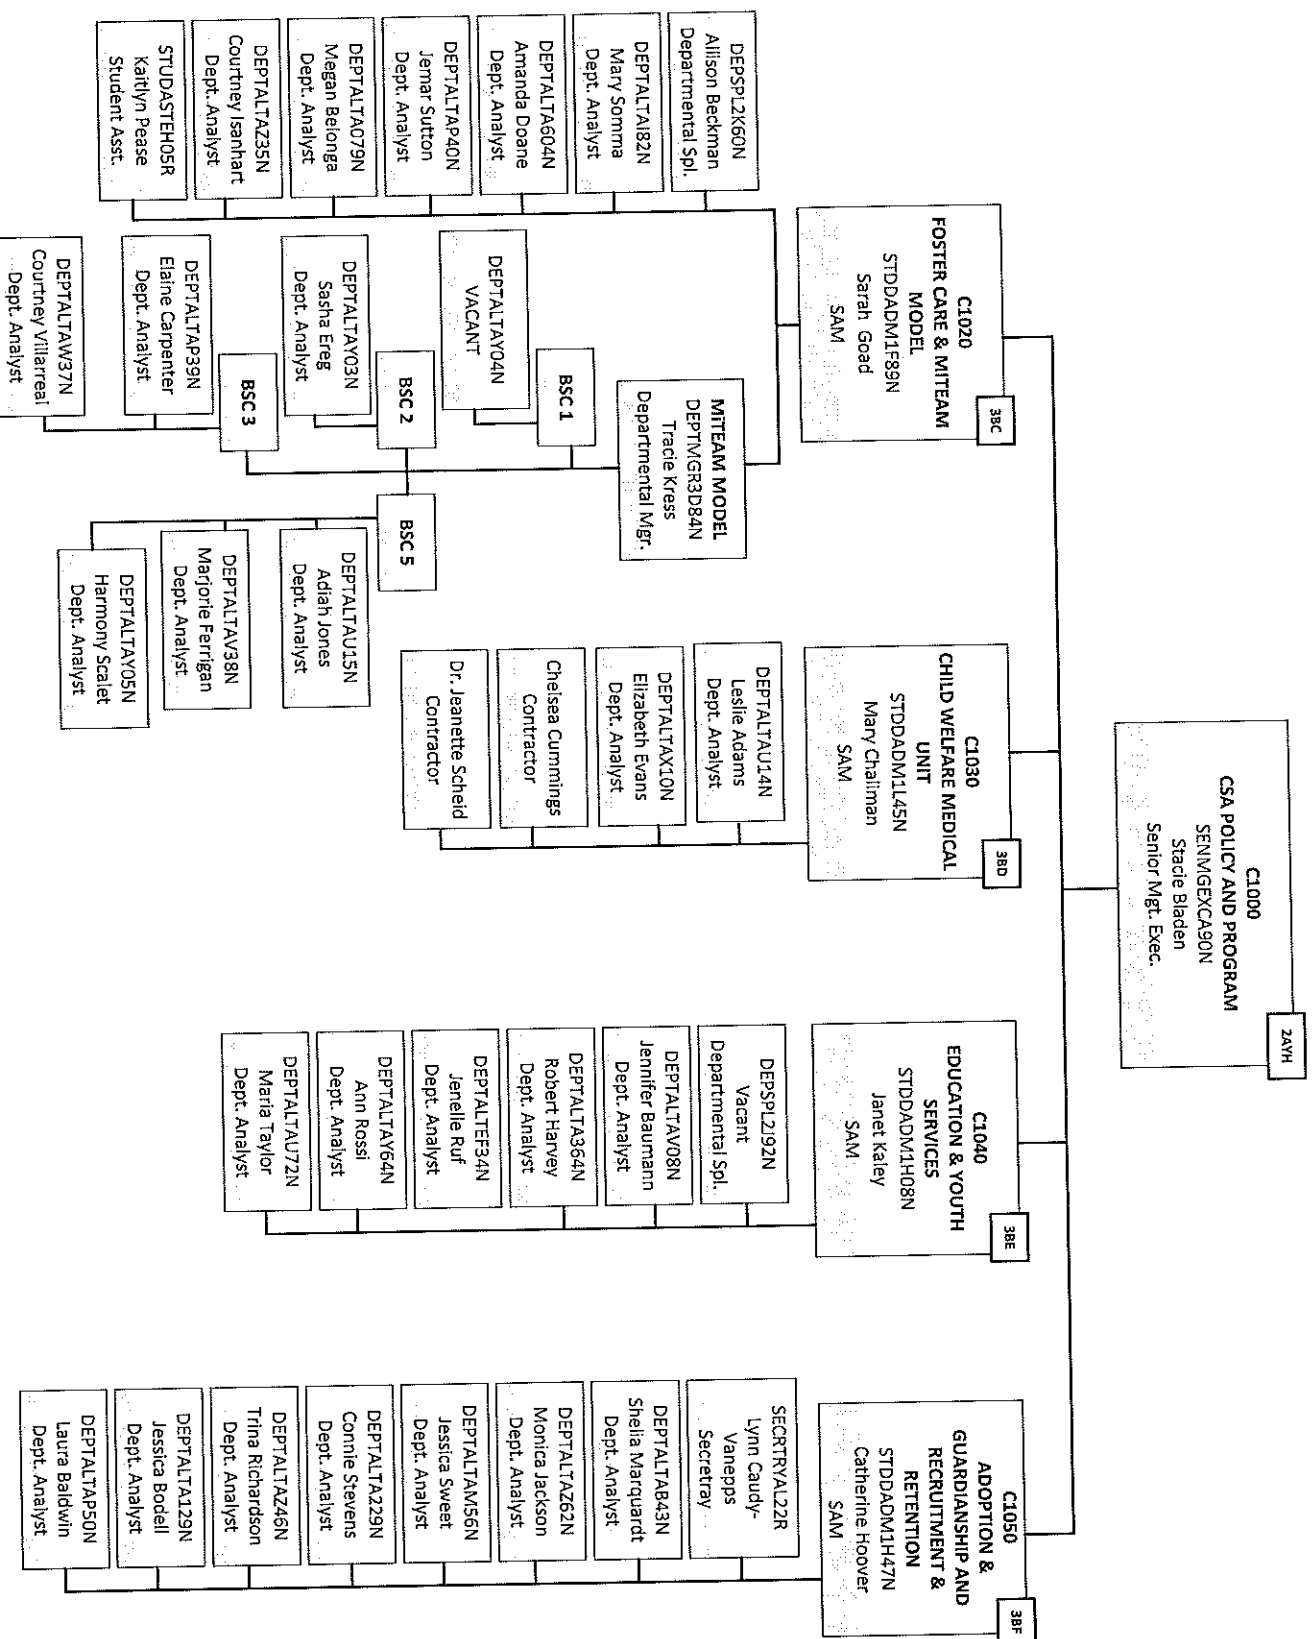 C1000
CSA POLICY AND PROGRAM
SENMGEXCA90N
Stacie Bladen
Senior Mgt. Exec.
2AYH
C1020
FOSTER CARE & MITEAM
MODEL
STDDADM1F89N
Sarah Goad
SAM
3BC
DEPSPL2K60N
Allison Beckman
Departmental Spl.
DEPTALTAI82N
Mary Somma
Dept. Analyst
DEPTALTA604N
Amanda Doane
Dept. Analyst
DEPTALTAP40N
Jemar Sutton
Dept. Analyst
DEPTALTA079N
Megan Belonga
Dept. Analyst
DEPTALTAZ35N
Courtney Isanhart
Dept. Analyst
STUDASTEH05R
Kaitlyn Pease
Student Asst.
MiTEAM MODEL
DEPTMGR3D84N
Tracie Kress
Departmental Mgr.
BSC 1
DEPTALTAY04N
VACANT
BSC 2
DEPTALTAY03N
Sasha Ereg
Dept. Analyst
BSC 3
DEPTALTAP39N
Elaine Carpenter
Dept. Analyst
DEPTALTAW37N
Courtney Villarreal
Dept. Analyst
BSC 5
DEPTALTAU15N
Adiah Jones
Dept. Analyst
DEPTALTAV38N
Marjorie Ferrigan
Dept. Analyst
DEPTALTAY05N
Harmony Scalet
Dept. Analyst
C1030
CHILD WELFARE MEDICAL
UNIT
STDDADM1L45N
Mary Chaliman
SAM
3BD
DEPTALTAU14N
Leslie Adams
Dept. Analyst
DEPTALTAX10N
Elizabeth Evans
Dept. Analyst
Chelsea Cummings
Contractor
Dr. Jeanette Scheid
Contractor
C1040
EDUCATION & YOUTH
SERVICES
STDDADM1H08N
Janet Kaley
SAM
3BE
DEPSPL2I92N
Vacant
Departmental Spl.
DEPTALTAV08N
Jennifer Baumann
Dept. Analyst
DEPTALTA364N
Robert Harvey
Dept. Analyst
DEPTALTEF34N
Jenelle Ruf
Dept. Analyst
DEPTALTAY64N
Ann Rossi
Dept. Analyst
DEPTALTAU72N
Maria Taylor
Dept. Analyst
C1050
ADOPTION &
GUARDIANSHIP AND
RECRUITMENT &
RETENTION
STDDADM1H47N
Catherine Hoover
SAM
3BF
SECRTRYAL22R
Lynn Caudy-
Vanepps
Secretray
DEPTALTAB43N
Shelia Marquardt
Dept. Analyst
DEPTALTAZ62N
Monica Jackson
Dept. Analyst
DEPTALTAM56N
Jessica Sweet
Dept. Analyst
DEPTALTA229N
Connie Stevens
Dept. Analyst
DEPTALTAZ46N
Trina Richardson
Dept. Analyst
DEPTALTA129N
Jessica Bodell
Dept. Analyst
DEPTALTAP50N
Laura Baldwin
Dept. Analyst